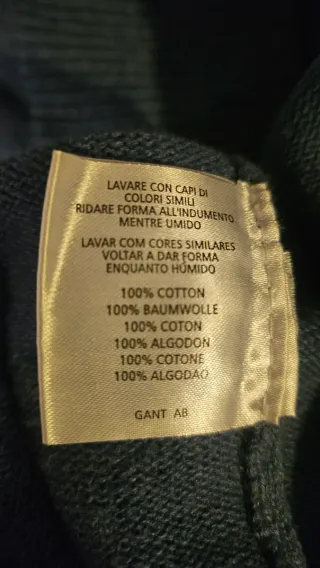 LAVARE CON CAPI DI
COLORI SIMILI
RIDARE FORMA ALL'INDUMENTO
MENTRE UMIDO
LAVAR COM CORES SIMILARES
VOLTAR A DAR FORMA
ENQUANTO HÚMIDO
100% COTTON
100% BAUMWOLLE
100% COTON
100% ALGODON
100% COTONE
100% ALGODAO
GANT AB